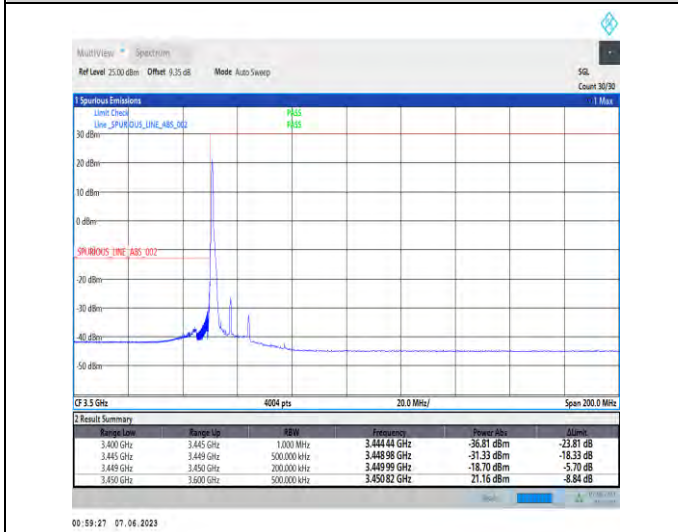 MultiView Spectrum
Ref Level 25.00 dBm Offset 9.35 dB Mode Auto Sweep SGL
Count 30/30
1 Spurious Emissions 1 Max
Limit Check PASS
Line _SPURIOUS_LINE_ABS_002 PASS
30 dBm
20 dBm
10 dBm
0 dBm
_SPURIOUS_LINE_ABS_002
-20 dBm
-30 dBm
-40 dBm
-50 dBm
CF 3.5 GHz 4004 pts 20.0 MHz/ Span 200.0 MHz
2 Result Summary
Range Low Range Up RBW Frequency Power Abs ΔLimit
3.400 GHz 3.445 GHz 1.000 MHz 3.444 44 GHz -36.81 dBm -23.81 dB
3.445 GHz 3.449 GHz 500.000 kHz 3.448 98 GHz -31.33 dBm -18.33 dB
3.449 GHz 3.450 GHz 200.000 kHz 3.449 99 GHz -18.70 dBm -5.70 dB
3.450 GHz 3.600 GHz 500.000 kHz 3.450 82 GHz 21.16 dBm -8.84 dB
00:59:27 07.06.2023